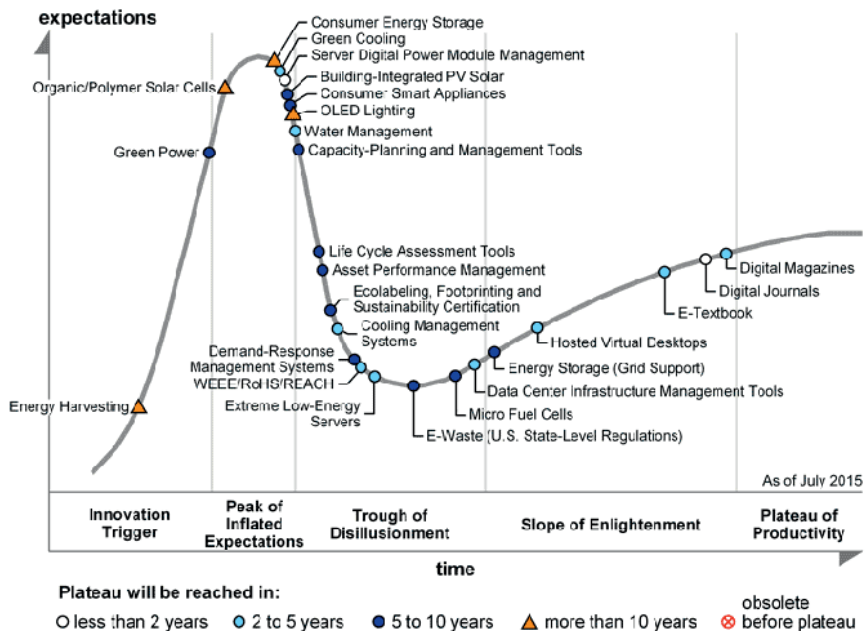 expectations
Consumer Energy Storage
Green Cooling
Server Digital Power Module Management
Building-Integrated PV Solar
Organic/Polymer Solar Cells
Consumer Smart Appliances
OLED Lighting
Water Management
Green Power
Capacity-Planning and Management Tools
Life Cycle Assessment Tools
Asset Performance Management
Digital Magazines
Ecolabeling, Footprinting and
Sustainability Certification
Digital Journals
E-Textbook
Cooling Management
Systems
Hosted Virtual Desktops
Demand-Response
Management Systems
Energy Storage (Grid Support)
WEEE/RoHS/REACH
Data Center Infrastructure Management Tools
Extreme Low-Energy
Servers
Micro Fuel Cells
Energy Harvesting
E-Waste (U.S. State-Level Regulations)
As of July 2015
Innovation
Trigger
Peak of
Inflated
Expectations
Trough of
Disillusionment
Slope of Enlightenment
Plateau of
Productivity
time
Plateau will be reached in:
less than 2 years
2 to 5 years
5 to 10 years
more than 10 years
obsolete
before plateau